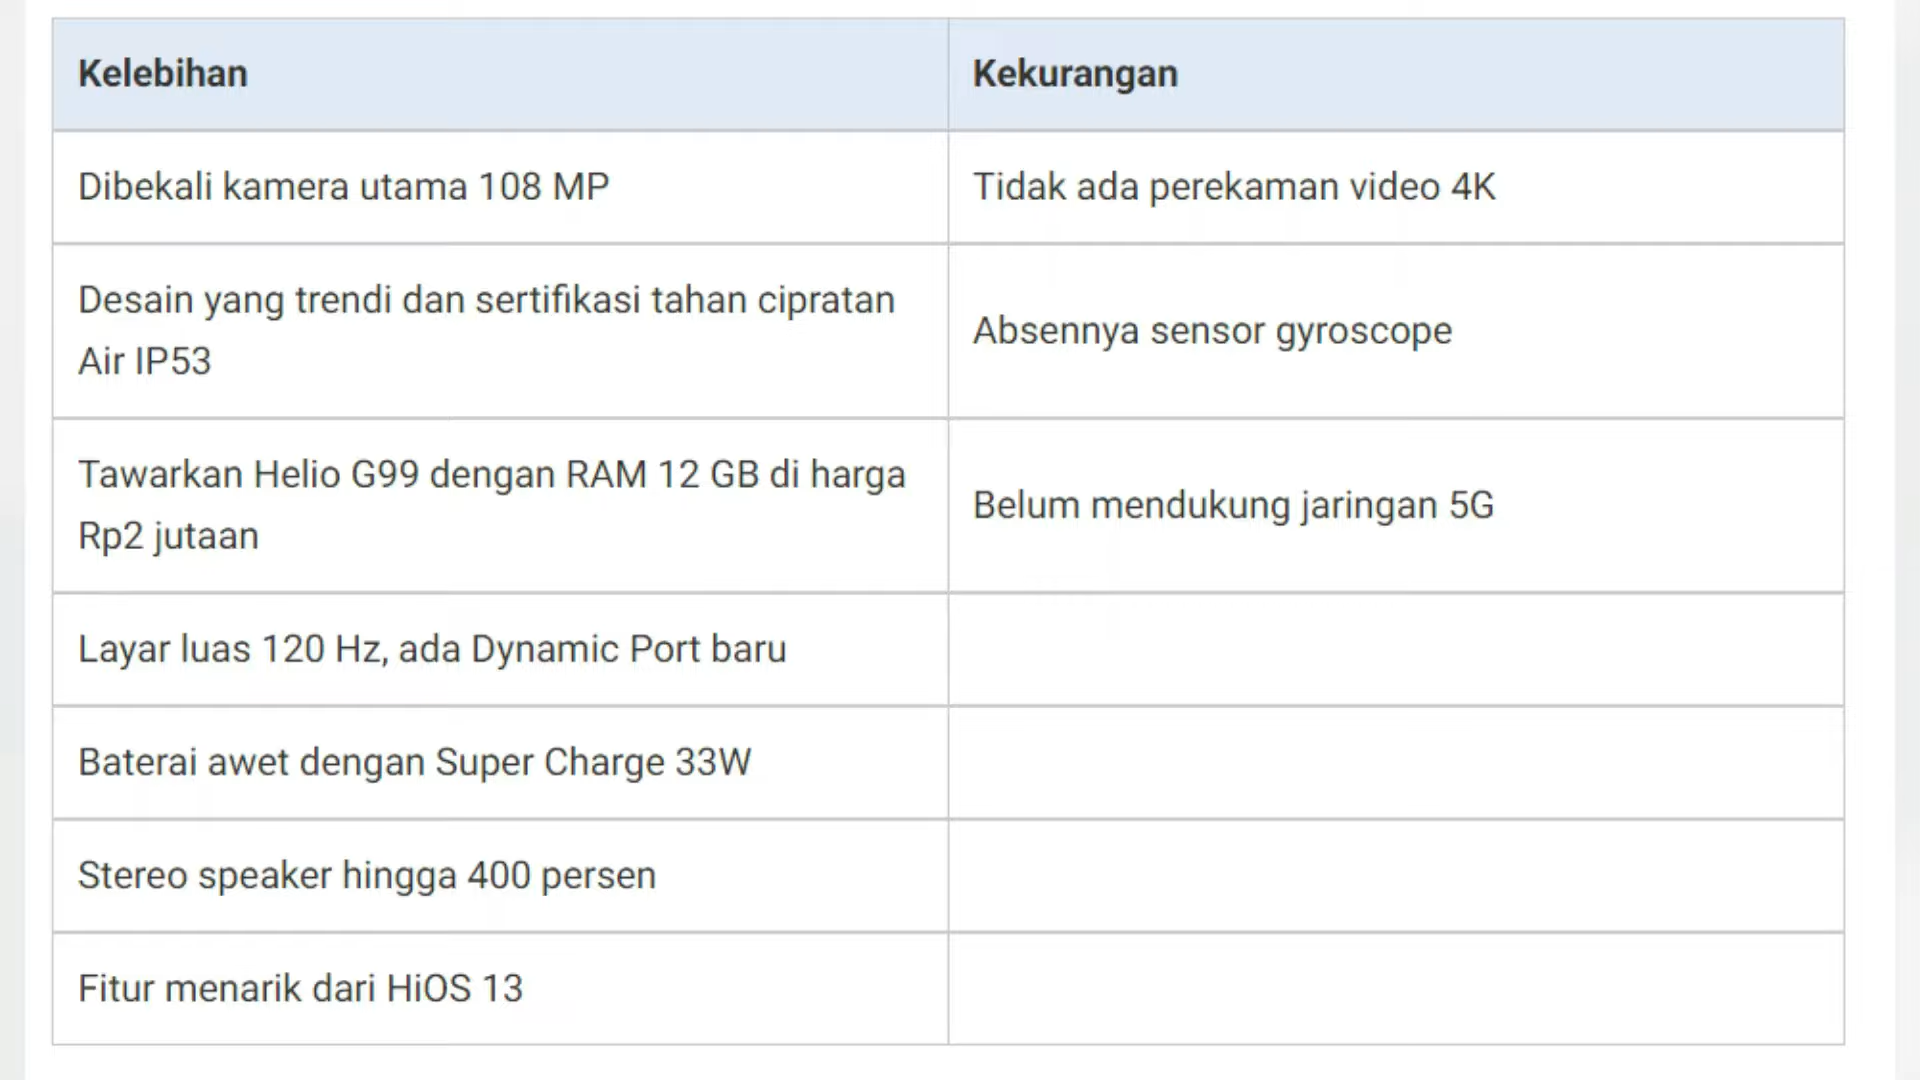 Kelebihan
Kekurangan
Dibekali kamera utama 108 MP
Tidak ada perekaman video 4K
Desain yang trendi dan sertifikasi tahan cipratan
Air IP53
Absennya sensor gyroscope
Tawarkan Helio G99 dengan RAM 12 GB di harga
Rp2 jutaan
Belum mendukung jaringan 5G
Layar luas 120 Hz, ada Dynamic Port baru
Baterai awet dengan Super Charge 33W
Stereo speaker hingga 400 persen
Fitur menarik dari HiOS 13